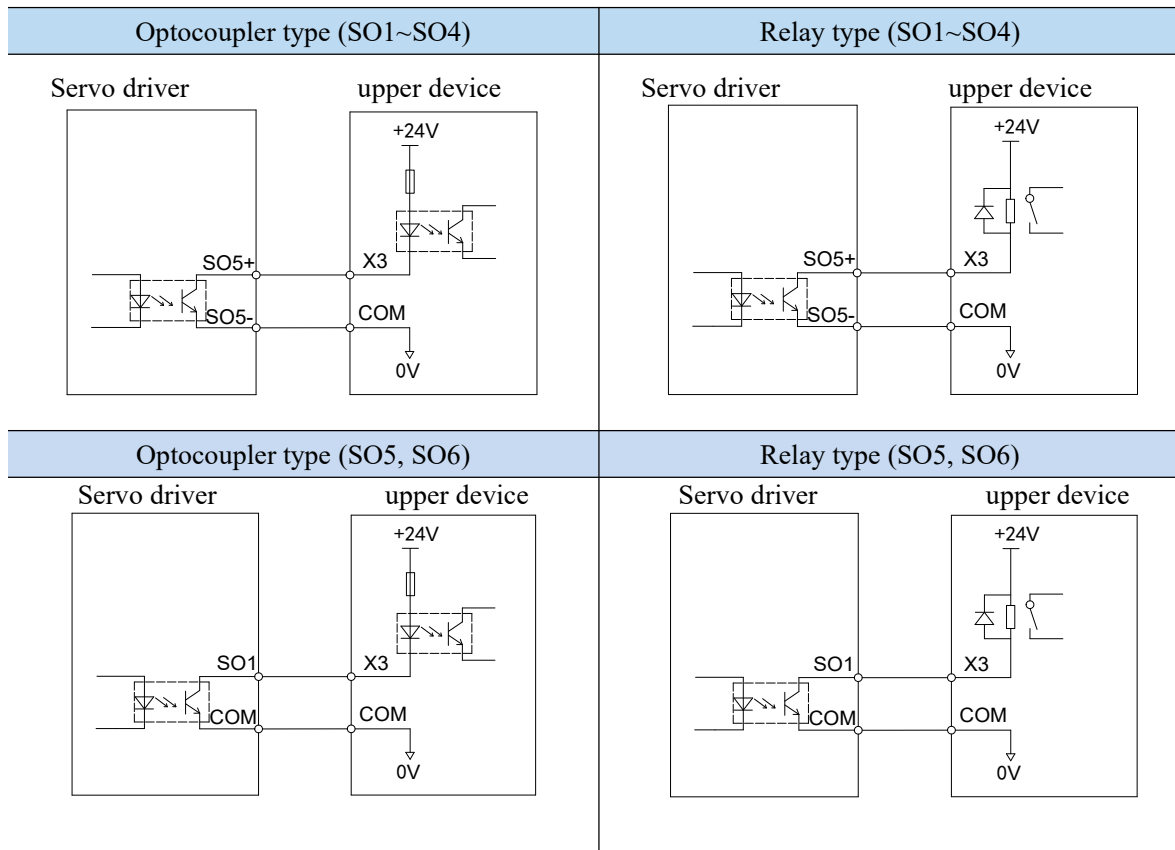 Optocoupler type (SO1~SO4)
Relay type (SO1~SO4)
Servo driver
upper device
+24V
SO5+
X3
SO5-
COM
0V
Servo driver
upper device
+24V
SO5+
X3
SO5-
COM
0V
Optocoupler type (SO5, SO6)
Relay type (SO5, SO6)
Servo driver
upper device
+24V
SO1
X3
COM
COM
0V
Servo driver
upper device
+24V
SO1
X3
COM
COM
0V